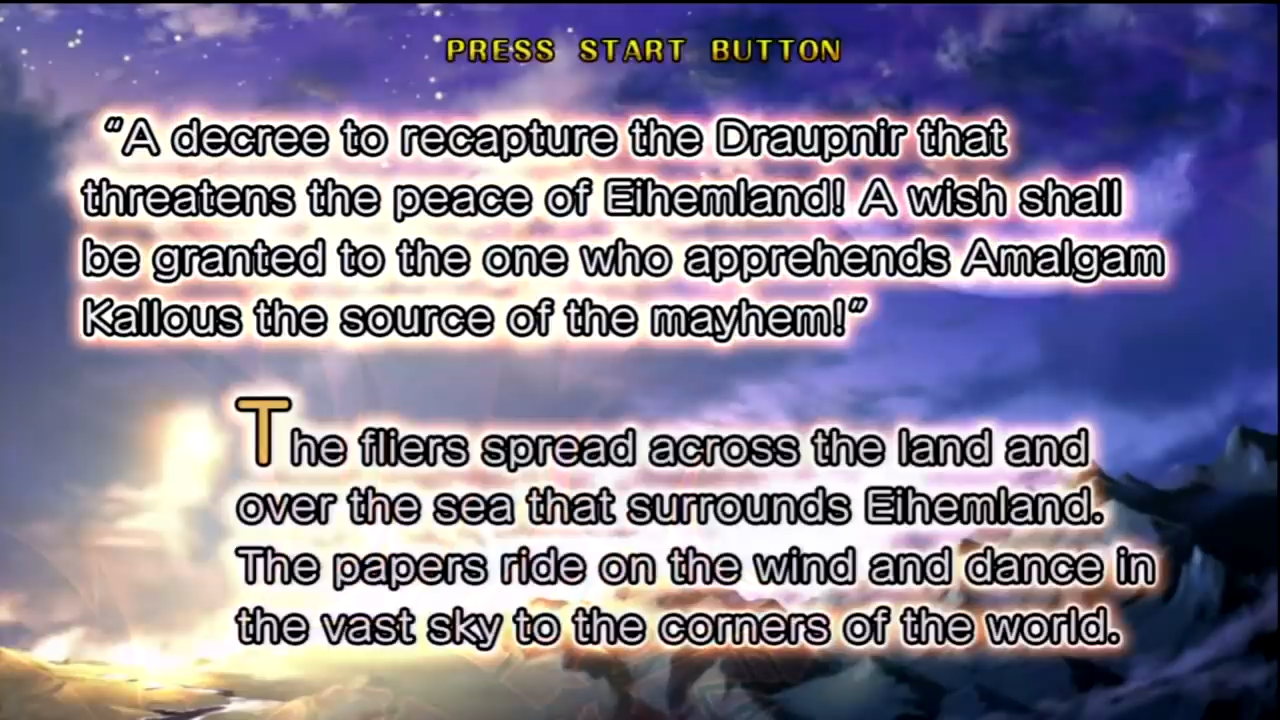 PRESS START BUTTON
“A decree to recapture the Draupnir that
threatens the peace of Eihemland! A wish shall
be granted to the one who apprehends Amalgam
Kallous the source of the mayhem!”
The fliers spread across the land and
over the sea that surrounds Eihemland.
The papers ride on the wind and dance in
the vast sky to the corners of the world.